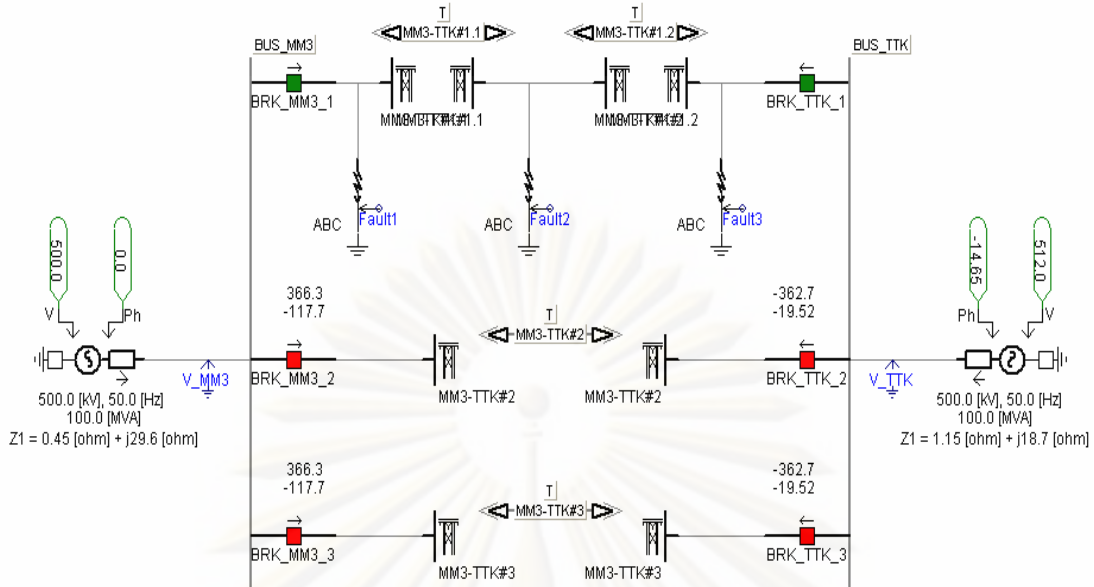 T
T
MM3-TTK#1.1
MM3-TTK#1.2
BUS_MM3
BUS_TTK
BRK_MM3_1
BRK_TTK_1
ABC
Fault1
ABC
Fault2
ABC
Fault3
500.0
0.0
-14.65
512.0
V
Ph
Ph
V
366.3
-117.7
-362.7
-19.52
T
MM3-TTK#2
V_MM3
BRK_MM3_2
MM3-TTK#2
MM3-TTK#2
BRK_TTK_2
V_TTK
500.0 [kV], 50.0 [Hz]
100.0 [MVA]
Z1 = 0.45 [ohm] + j29.6 [ohm]
500.0 [kV], 50.0 [Hz]
100.0 [MVA]
Z1 = 1.15 [ohm] + j18.7 [ohm]
366.3
-117.7
-362.7
-19.52
T
MM3-TTK#3
BRK_MM3_3
MM3-TTK#3
MM3-TTK#3
BRK_TTK_3